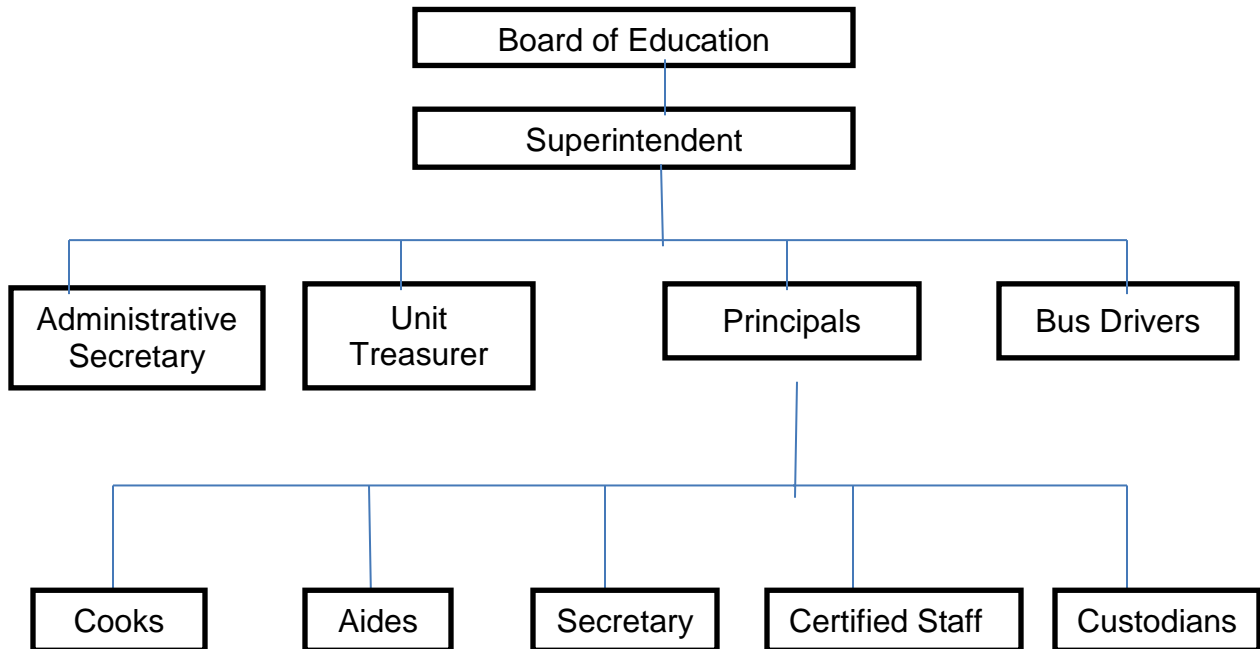 Board of Education
Superintendent
Administrative
Secretary
Unit
Treasurer
Principals
Bus Drivers
Cooks
Aides
Secretary
Certified Staff
Custodians